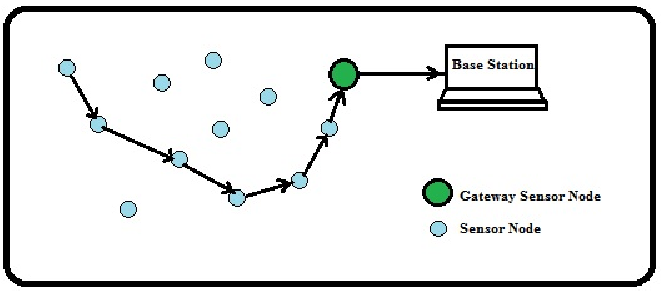 Base Station
Gateway Sensor Node
Sensor Node